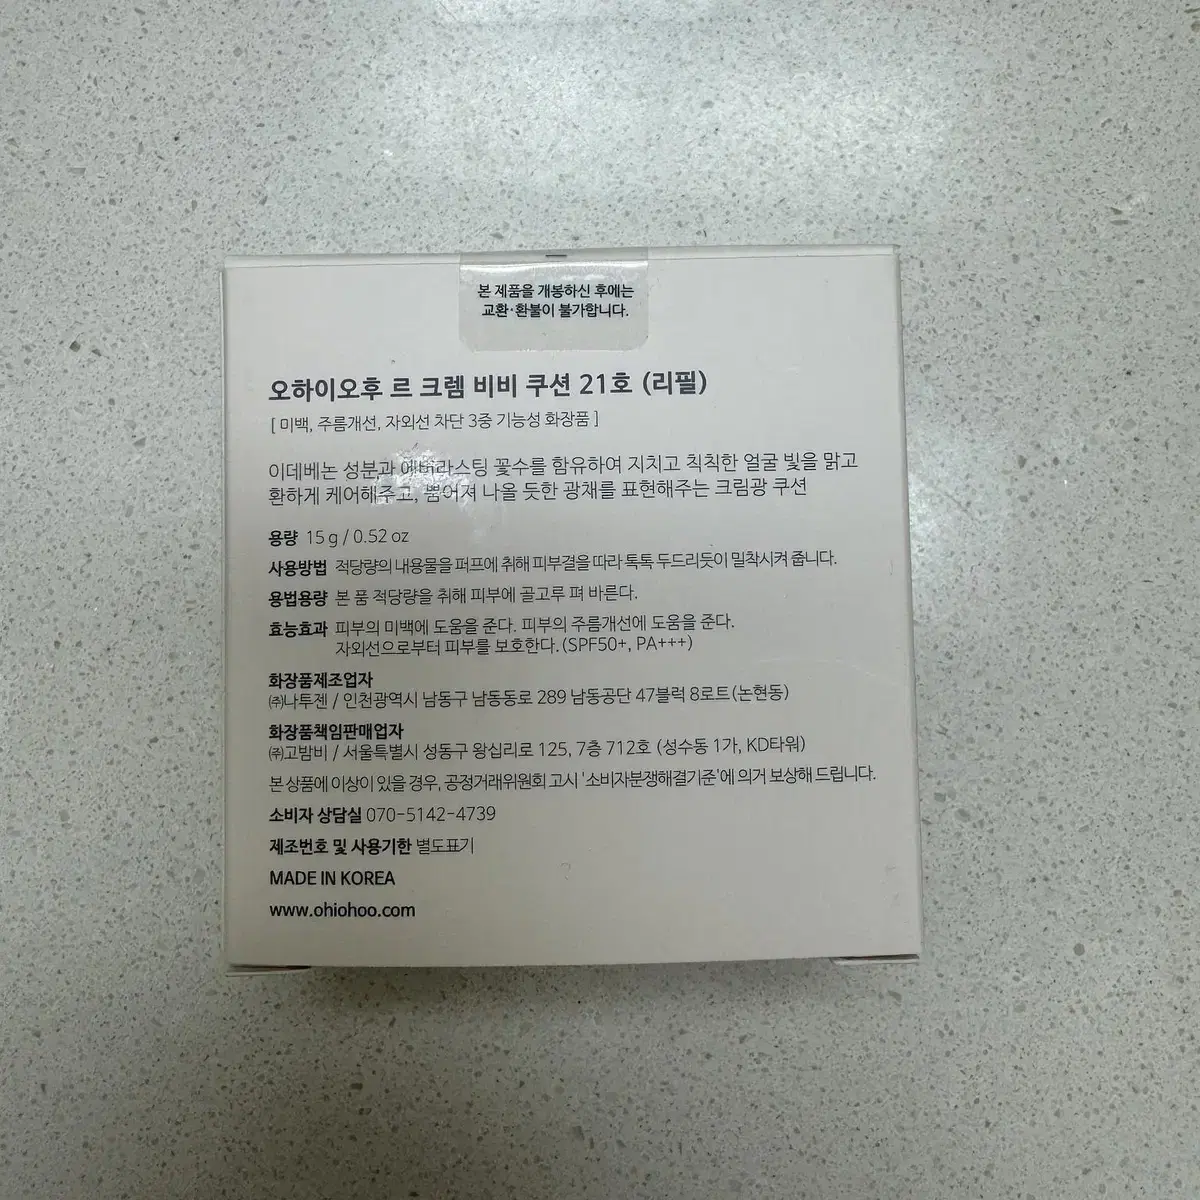 본 제품을 개봉하신 후에는
교환·환불이 불가합니다.
오하이오후 르 크렘 비비 쿠션 21호 (리필)
[ 미백, 주름개선, 자외선 차단 3중 기능성 화장품 ]
이데베논 성분과 에버라스팅 꽃수를 함유하여 지치고 칙칙한 얼굴 빛을 맑고
환하게 케어해주고, 뿜어져 나올 듯한 광채를 표현해주는 크림광 쿠션
용량 15 g / 0.52 oz
사용방법 적당량의 내용물을 퍼프에 취해 피부결을 따라 톡톡 두드리듯이 밀착시켜 줍니다.
용법용량 본 품 적당량을 취해 피부에 골고루 펴 바른다.
효능효과 피부의 미백에 도움을 준다. 피부의 주름개선에 도움을 준다.
자외선으로부터 피부를 보호한다. (SPF50+, PA+++)
화장품제조업자
㈜나투젠 / 인천광역시 남동구 남동동로 289 남동공단 47블럭 8로트(논현동)
화장품책임판매업자
㈜고밤비 / 서울특별시 성동구 왕십리로 125, 7층 712호 (성수동 1가, KD타워)
본 상품에 이상이 있을 경우, 공정거래위원회 고시 '소비자분쟁해결기준'에 의거 보상해 드립니다.
소비자 상담실 070-5142-4739
제조번호 및 사용기한 별도표기
MADE IN KOREA
www.ohiohoo.com